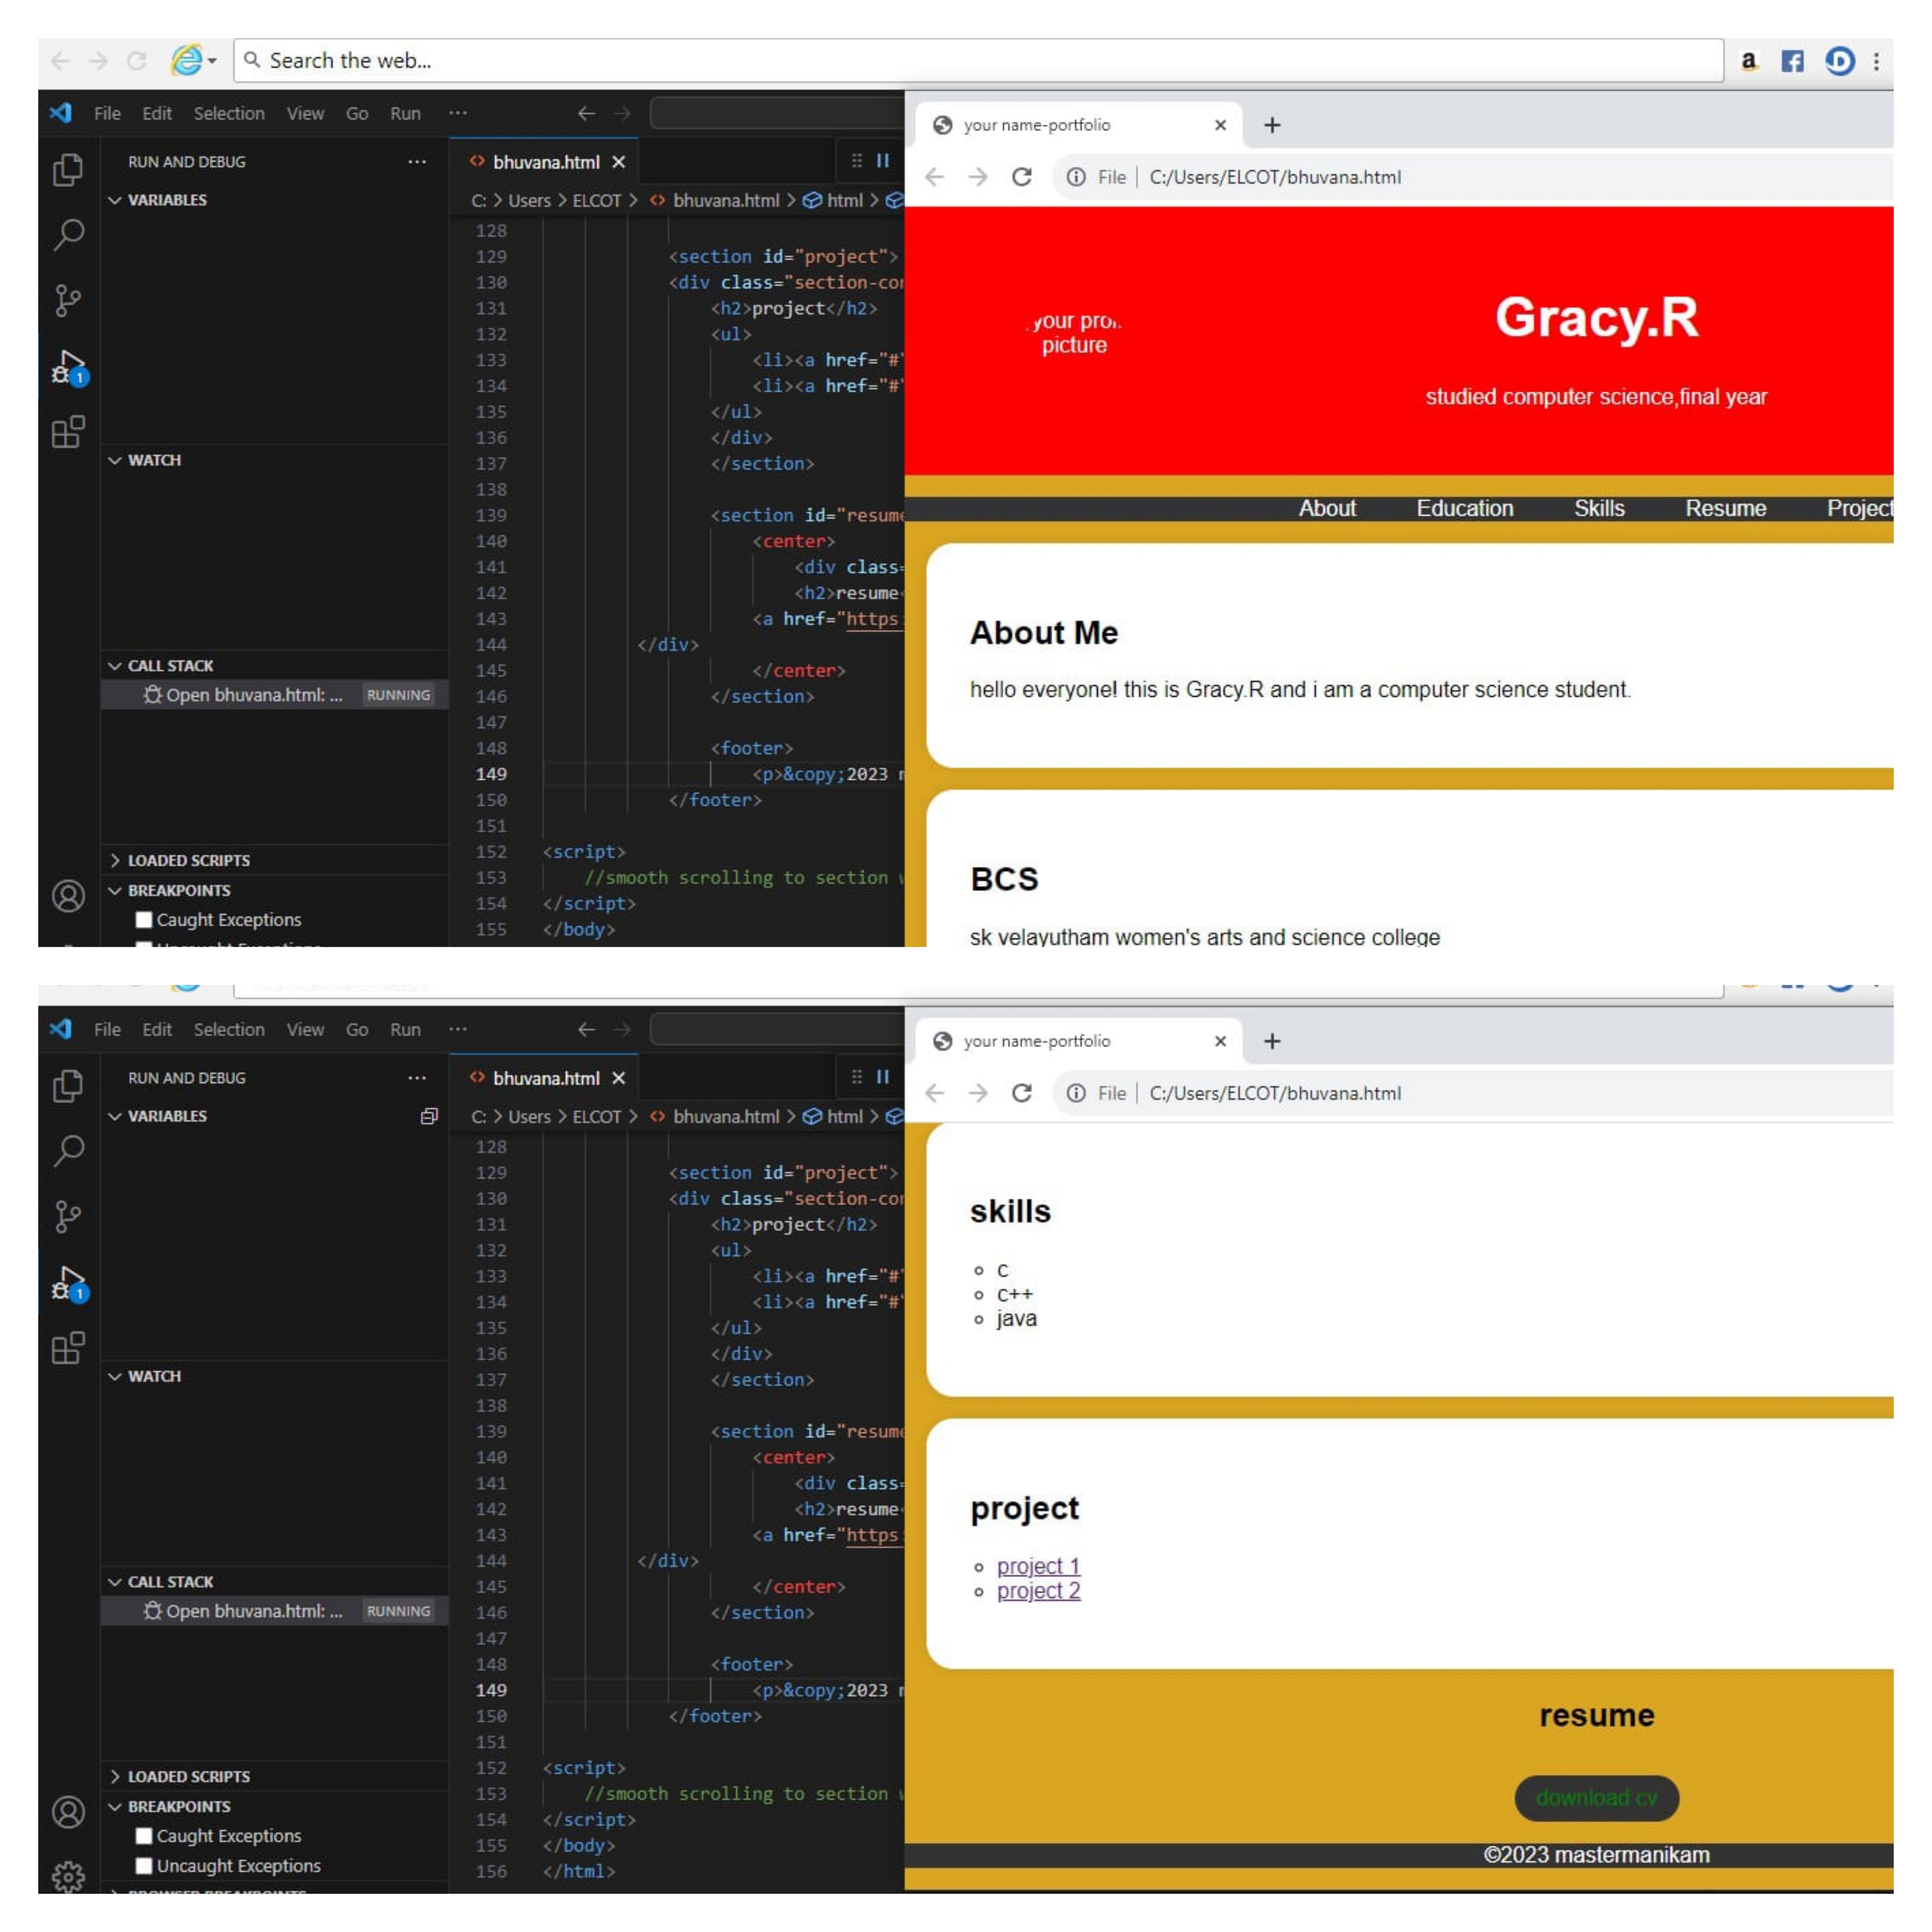 Search the web...
File Edit Selection View Go Run ...
RUN AND DEBUG ...
VARIABLES
WATCH
CALL STACK
Open bhuvana.html: ... RUNNING
LOADED SCRIPTS
BREAKPOINTS
Caught Exceptions
bhuvana.html
C: > Users > ELCOT > bhuvana.html > html >
128
129 <section id="project">
130 <div class="section-con
131 <h2>project</h2>
132 <ul>
133 <li><a href="#"
134 <li><a href="#"
135 </ul>
136 </div>
137 </section>
138
139 <section id="resume
140 <center>
141 <div class=
142 <h2>resume<
143 <a href="https:
144 </div>
145 </center>
146 </section>
147
148 <footer>
149 <p>&copy;2023 m
150 </footer>
151
152 <script>
153 //smooth scrolling to section w
154 </script>
155 </body>
your name-portfolio
File | C:/Users/ELCOT/bhuvana.html
your
picture
Gracy.R
studied computer science,final year
About Education Skills Resume Project
About Me
hello everyone! this is Gracy.R and i am a computer science student.
BCS
sk velayutham women's arts and science college
File Edit Selection View Go Run ...
RUN AND DEBUG ...
VARIABLES
WATCH
CALL STACK
Open bhuvana.html: ... RUNNING
LOADED SCRIPTS
BREAKPOINTS
Caught Exceptions
Uncaught Exceptions
bhuvana.html
C: > Users > ELCOT > bhuvana.html > html >
128
129 <section id="project">
130 <div class="section-con
131 <h2>project</h2>
132 <ul>
133 <li><a href="#"
134 <li><a href="#"
135 </ul>
136 </div>
137 </section>
138
139 <section id="resume
140 <center>
141 <div class=
142 <h2>resume<
143 <a href="https:
144 </div>
145 </center>
146 </section>
147
148 <footer>
149 <p>&copy;2023 m
150 </footer>
151
152 <script>
153 //smooth scrolling to section w
154 </script>
155 </body>
156 </html>
your name-portfolio
File | C:/Users/ELCOT/bhuvana.html
skills
c
c++
java
project
project 1
project 2
resume
download cv
©2023 mastermanikam